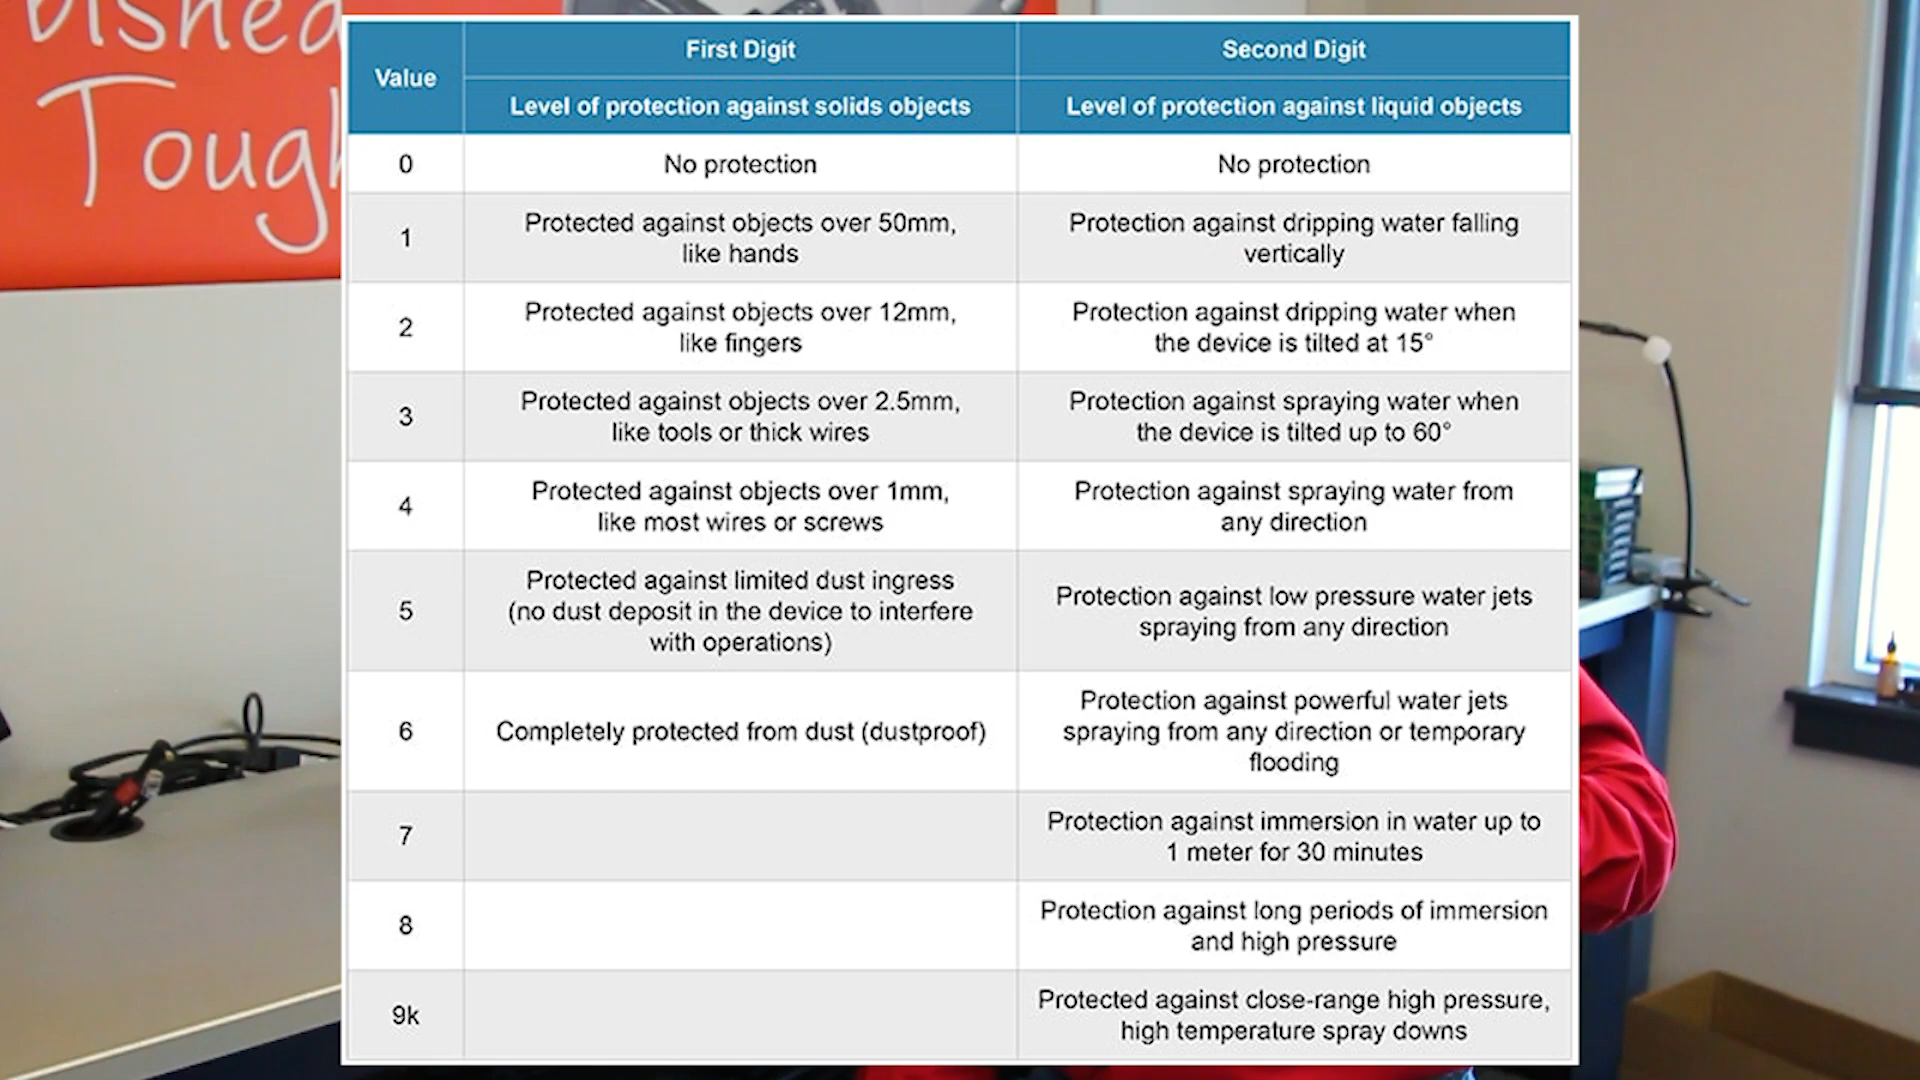 Tough
Value
First Digit
Second Digit
Level of protection against solids objects
Level of protection against liquid objects
0
No protection
No protection
1
Protected against objects over 50mm,
like hands
Protection against dripping water falling
vertically
2
Protected against objects over 12mm,
like fingers
Protection against dripping water when
the device is tilted at 15°
3
Protected against objects over 2.5mm,
like tools or thick wires
Protection against spraying water when
the device is tilted up to 60°
4
Protected against objects over 1mm,
like most wires or screws
Protection against spraying water from
any direction
5
Protected against limited dust ingress
(no dust deposit in the device to interfere
with operations)
Protection against low pressure water jets
spraying from any direction
6
Completely protected from dust (dustproof)
Protection against powerful water jets
spraying from any direction or temporary
flooding
7
Protection against immersion in water up to
1 meter for 30 minutes
8
Protection against long periods of immersion
and high pressure
9k
Protected against close-range high pressure,
high temperature spray downs